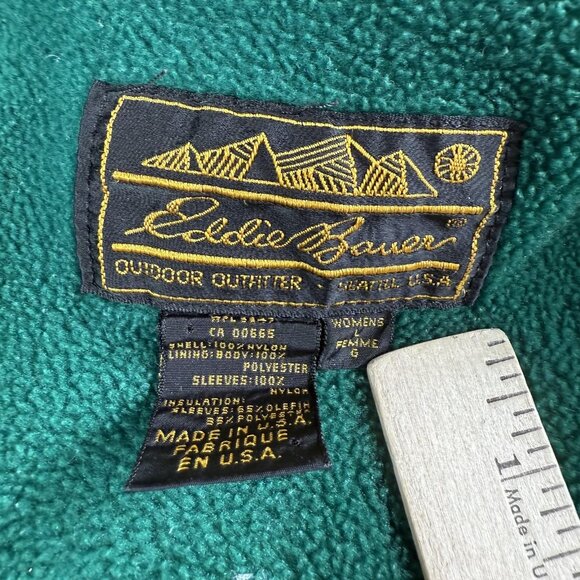 Eddie Bauer ®
OUTDOOR OUTFITTER · SEATTLE, U.S.A.
CA 00665
SHELL: 100% NYLON
LINING: BODY: 100%
POLYESTER
SLEEVES: 100%
NYLON
INSULATION:
SLEEVES: 65% OLEFIN
35% POLYESTER
MADE IN U.S.A.
FABRIQUE
EN U.S.A.
WOMENS
L
FEMME
G
1
Made in U